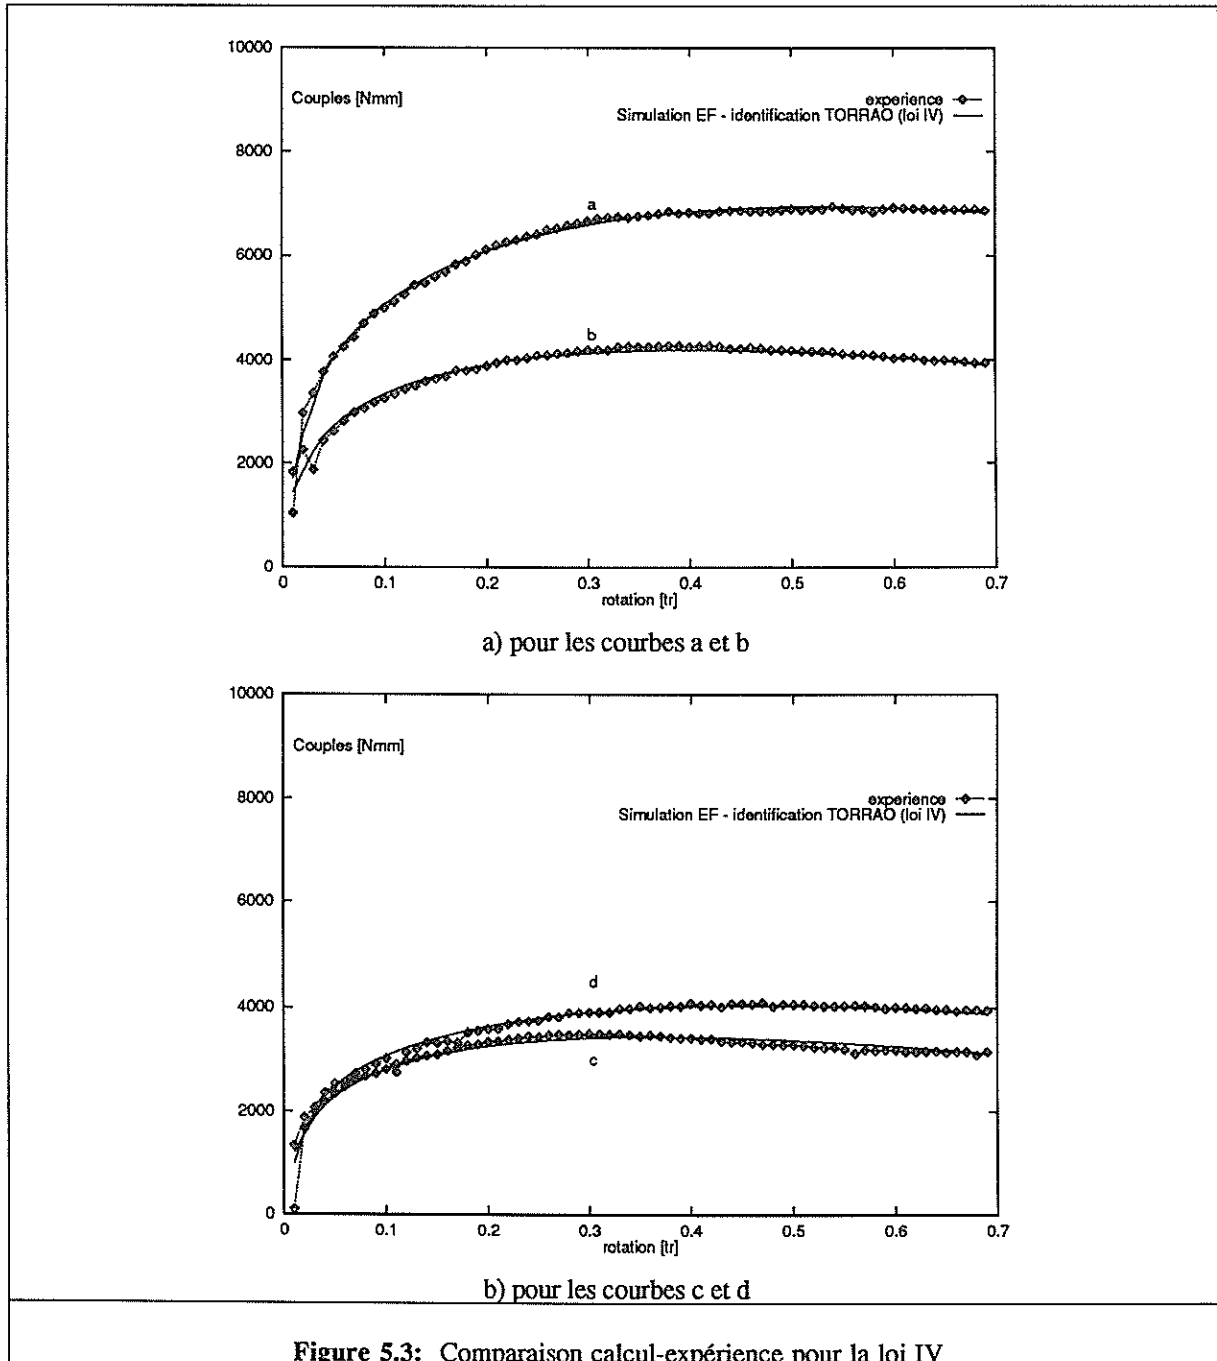 10000
Couples [Nmm]
experience
Simulation EF - identification TORRAO (loi IV)
8000
a
6000
b
4000
2000
0
0 0.1 0.2 0.3 0.4 0.5 0.6 0.7
rotation [tr]
a) pour les courbes a et b
10000
Couples [Nmm]
8000
experience
Simulation EF - identification TORRAO (loi IV)
6000
d
4000
c
2000
0
0 0.1 0.2 0.3 0.4 0.5 0.6 0.7
rotation [tr]
b) pour les courbes c et d
Figure 5.3: Comparaison calcul-expérience pour la loi IV